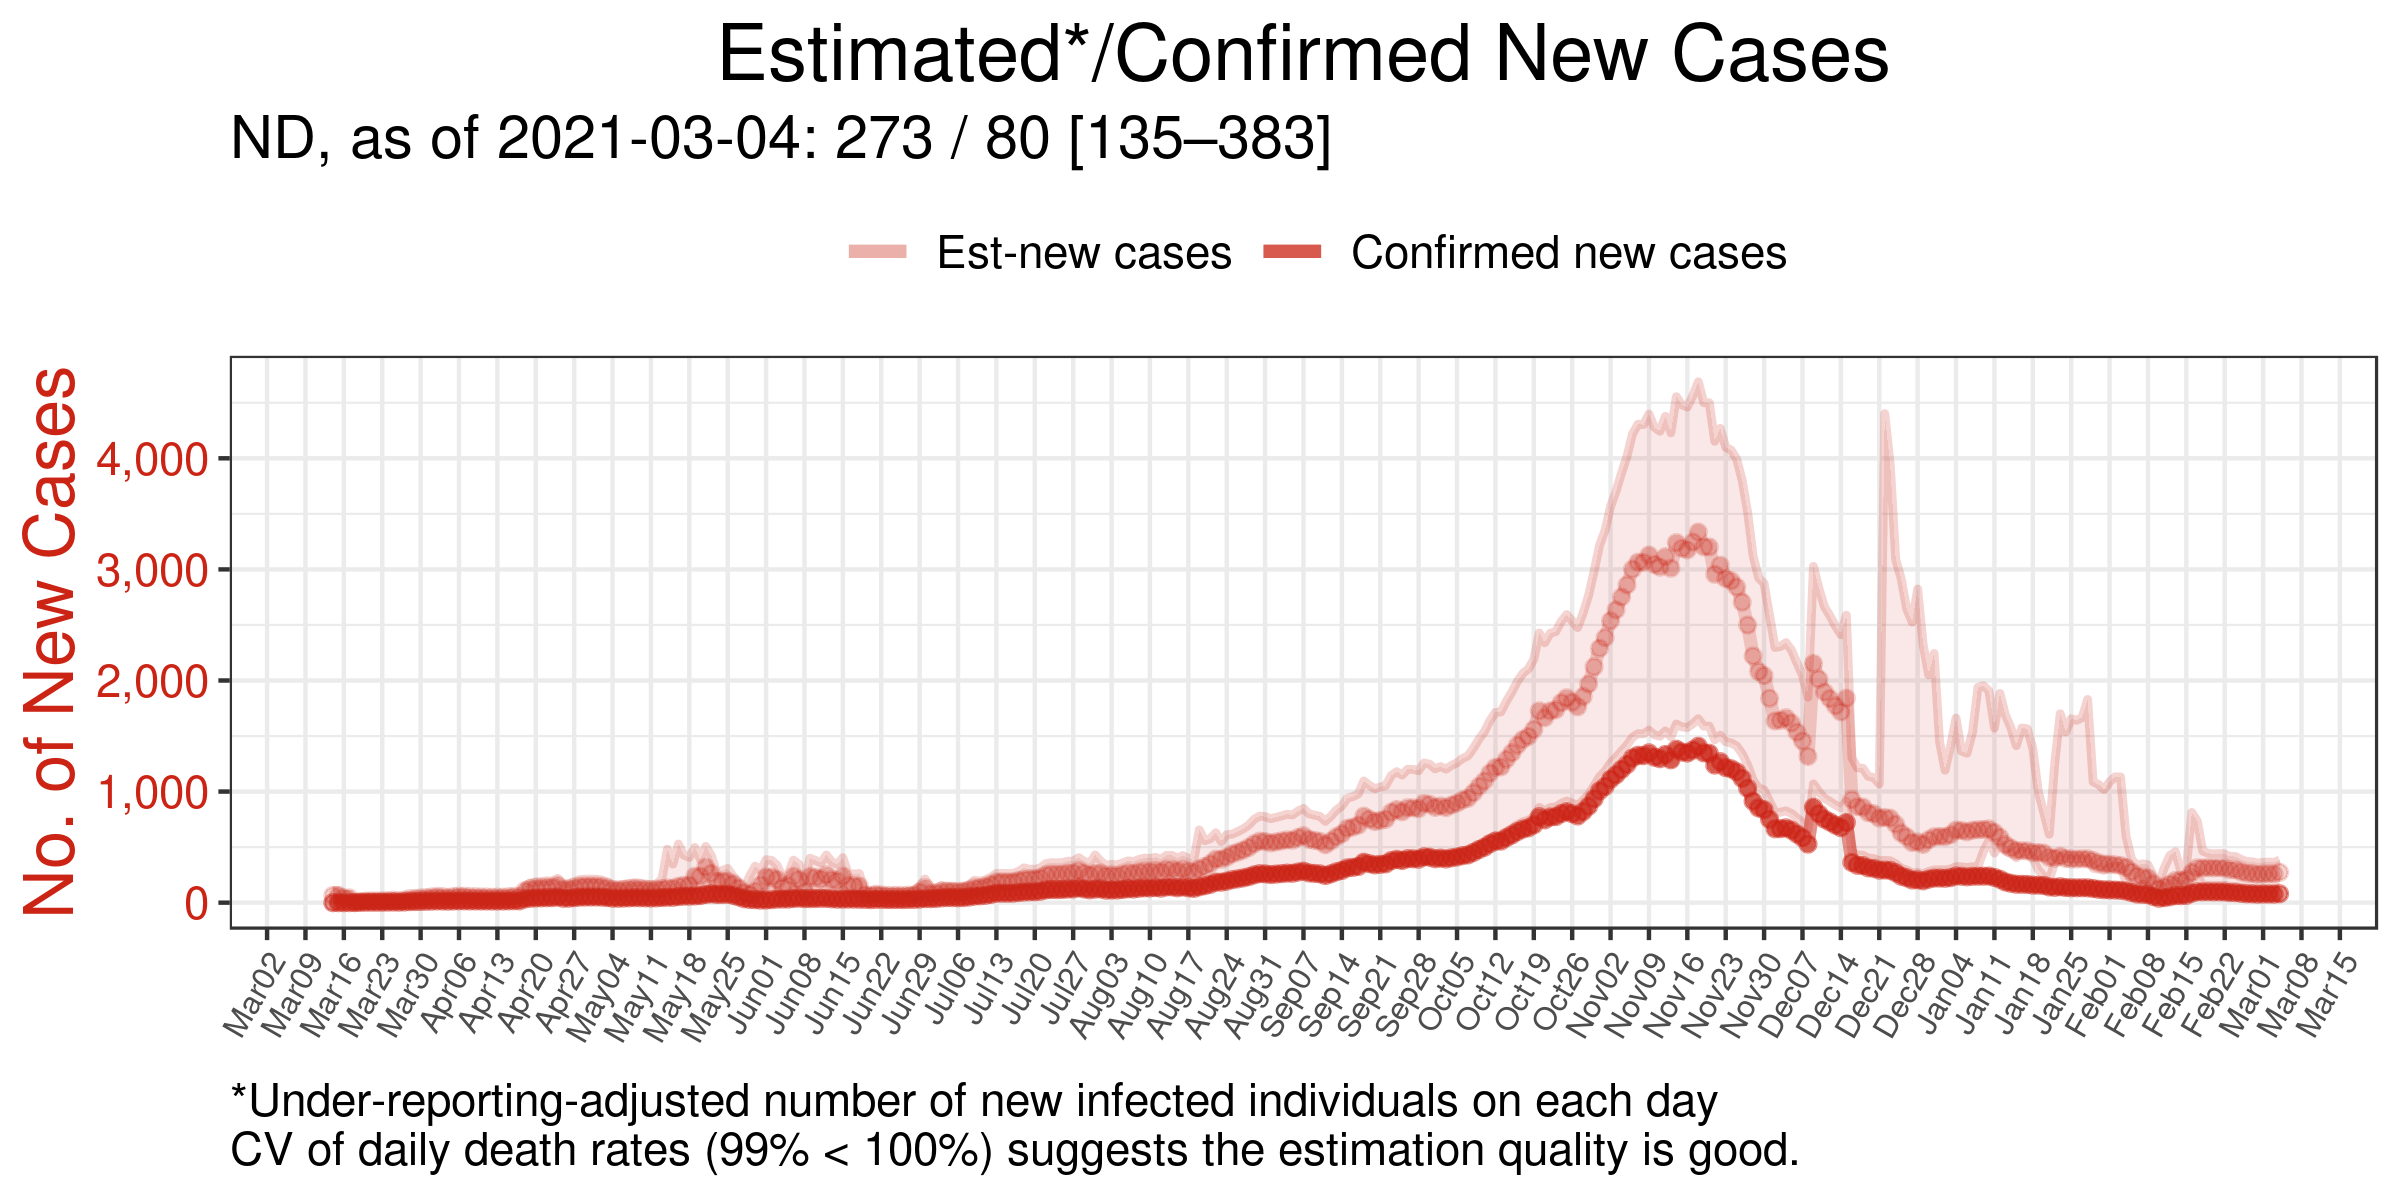 Estimated*/Confirmed New Cases
ND, as of 2021-03-04: 273 / 80 [135–383]
Est-new cases
Confirmed new cases
No. of New Cases
4,000
3,000
2,000
1,000
0
Mar02
Mar09
Mar16
Mar23
Mar30
Apr06
Apr13
Apr20
Apr27
May04
May11
May18
May25
Jun01
Jun08
Jun15
Jun22
Jun29
Jul06
Jul13
Jul20
Jul27
Aug03
Aug10
Aug17
Aug24
Aug31
Sep07
Sep14
Sep21
Sep28
Oct05
Oct12
Oct19
Oct26
Nov02
Nov09
Nov16
Nov23
Nov30
Dec07
Dec14
Dec21
Dec28
Jan04
Jan11
Jan18
Jan25
Feb01
Feb08
Feb15
Feb22
Mar01
Mar08
Mar15
*Under-reporting-adjusted number of new infected individuals on each day
CV of daily death rates (99% < 100%) suggests the estimation quality is good.